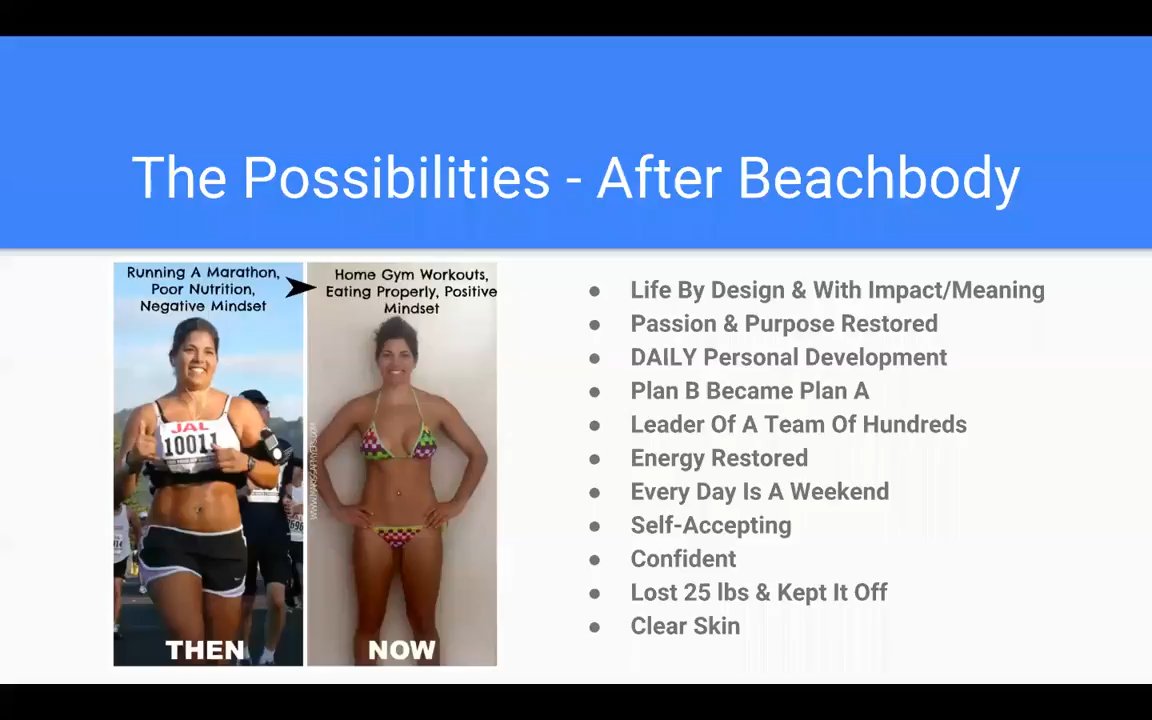 The Possibilities - After Beachbody
Running A Marathon,
Poor Nutrition,
Negative Mindset
Home Gym Workouts,
Eating Properly, Positive
Mindset
JAL
10011
THEN
NOW
Life By Design & With Impact/Meaning
Passion & Purpose Restored
DAILY Personal Development
Plan B Became Plan A
Leader Of A Team Of Hundreds
Energy Restored
Every Day Is A Weekend
Self-Accepting
Confident
Lost 25 lbs & Kept It Off
Clear Skin